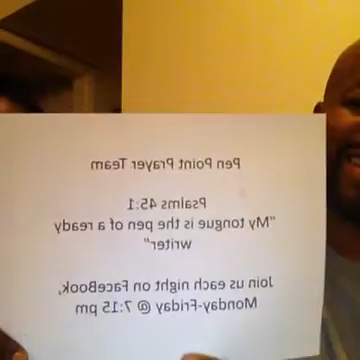 Pen Point Prayer Team
Psalms 45:1
"My tongue is the pen of a ready
writer"
Join us each night on FaceBook,
Monday-Friday @ 7:15 pm